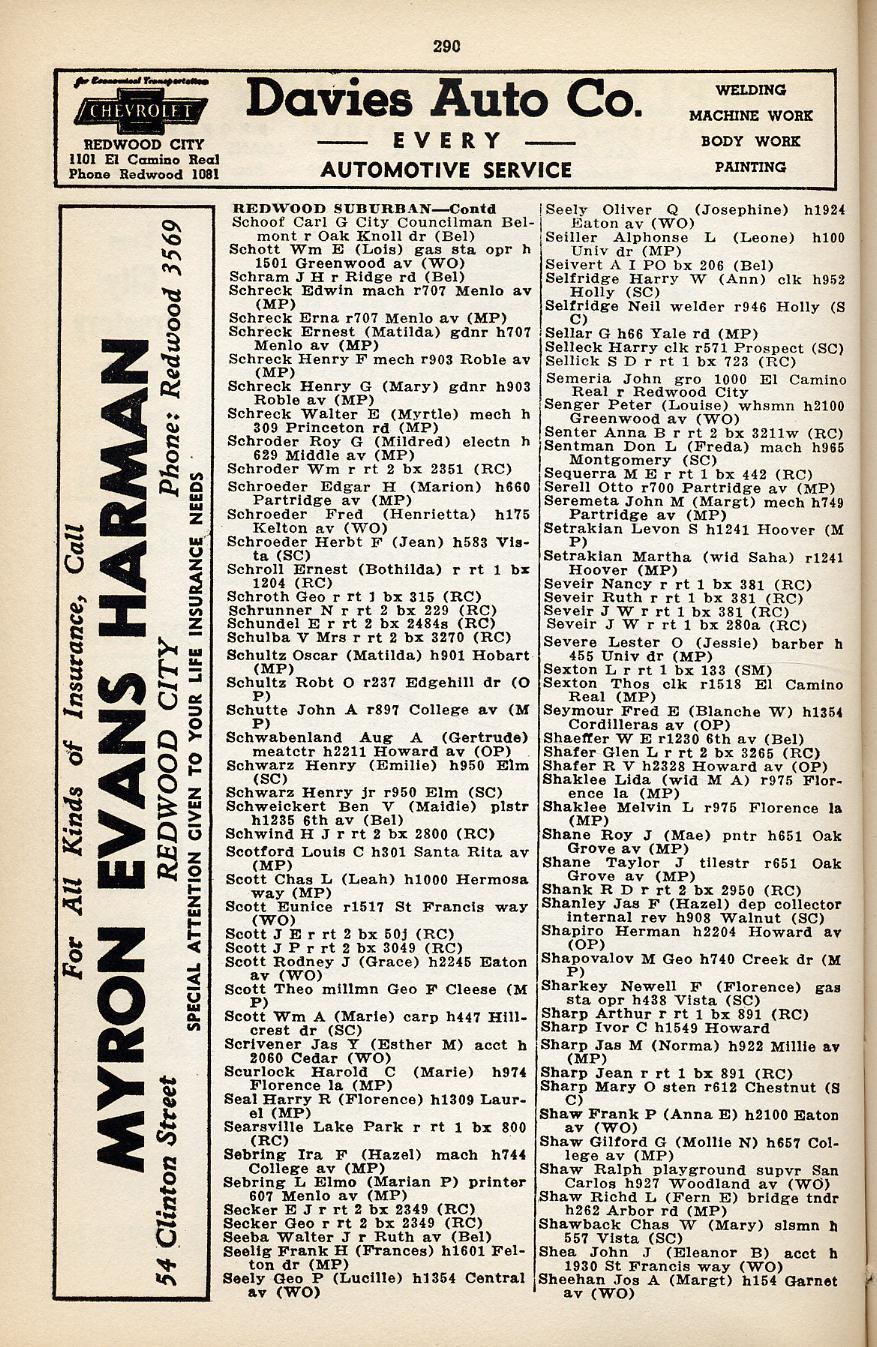 290
for Economical Transportation
CHEVROLET
REDWOOD CITY
1101 El Camino Real
Phone Redwood 1081
Davies Auto Co.
EVERY
AUTOMOTIVE SERVICE
WELDING
MACHINE WORK
BODY WORK
PAINTING
For All Kinds of Insurance, Call
MYRON EVANS HARMAN
54 Clinton Street REDWOOD CITY Phone: Redwood 3569
SPECIAL ATTENTION GIVEN TO YOUR LIFE INSURANCE NEEDS
REDWOOD SUBURBAN—Contd
Schoof Carl G City Councilman Bel-
mont r Oak Knoll dr (Bel)
Schott Wm E (Lois) gas sta opr h
1501 Greenwood av (WO)
Schram J H r Ridge rd (Bel)
Schreck Edwin mach r707 Menlo av
(MP)
Schreck Erna r707 Menlo av (MP)
Schreck Ernest (Matilda) gdnr h707
Menlo av (MP)
Schreck Henry F mech r903 Roble av
(MP)
Schreck Henry G (Mary) gdnr h903
Roble av (MP)
Schreck Walter E (Myrtle) mech h
309 Princeton rd (MP)
Schroder Roy G (Mildred) electn h
629 Middle av (MP)
Schroder Wm r rt 2 bx 2351 (RC)
Schroeder Edgar H (Marion) h660
Partridge av (MP)
Schroeder Fred (Henrietta) h175
Kelton av (WO)
Schroeder Herbt F (Jean) h583 Vis-
ta (SC)
Schroll Ernest (Bothilda) r rt 1 bx
1204 (RC)
Schroth Geo r rt 1 bx 315 (RC)
Schrunner N r rt 2 bx 229 (RC)
Schundel E r rt 2 bx 2484s (RC)
Schulba V Mrs r rt 2 bx 3270 (RC)
Schultz Oscar (Matilda) h901 Hobart
(MP)
Schultz Robt O r237 Edgehill dr (O
P)
Schutte John A r897 College av (M
P)
Schwabenland Aug A (Gertrude)
meatctr h2211 Howard av (OP)
Schwarz Henry (Emilie) h950 Elm
(SC)
Schwarz Henry jr r950 Elm (SC)
Schweickert Ben V (Maidie) plstr
h1235 6th av (Bel)
Schwind H J r rt 2 bx 2800 (RC)
Scotford Louis C h301 Santa Rita av
(MP)
Scott Chas L (Leah) h1000 Hermosa
way (MP)
Scott Eunice r1517 St Francis way
(WO)
Scott J E r rt 2 bx 50j (RC)
Scott J P r rt 2 bx 3049 (RC)
Scott Rodney J (Grace) h2245 Eaton
av (WO)
Scott Theo millmn Geo F Cleese (M
P)
Scott Wm A (Marie) carp h447 Hill-
crest dr (SC)
Scrivener Jas Y (Esther M) acct h
2060 Cedar (WO)
Scurlock Harold C (Marie) h974
Florence la (MP)
Seal Harry R (Florence) h1309 Laur-
el (MP)
Searsville Lake Park r rt 1 bx 800
(RC)
Sebring Ira F (Hazel) mach h744
College av (MP)
Sebring L Elmo (Marian P) printer
607 Menlo av (MP)
Secker E J r rt 2 bx 2349 (RC)
Secker Geo r rt 2 bx 2349 (RC)
Seeba Walter J r Ruth av (Bel)
Seelig Frank H (Frances) h1601 Fel-
ton dr (MP)
Seely Geo P (Lucille) h1354 Central
av (WO)
Seely Oliver Q (Josephine) h1924
Eaton av (WO)
Seiller Alphonse L (Leone) h100
Univ dr (MP)
Seivert A I PO bx 206 (Bel)
Selfridge Harry W (Ann) clk h952
Holly (SC)
Selfridge Neil welder r946 Holly (S
C)
Sellar G h66 Yale rd (MP)
Selleck Harry clk r571 Prospect (SC)
Sellick S D r rt 1 bx 723 (RC)
Semeria John gro 1000 El Camino
Real r Redwood City
Senger Peter (Louise) whsmn h2100
Greenwood av (WO)
Senter Anna B r rt 2 bx 3211w (RC)
Sentman Don L (Freda) mach h965
Montgomery (SC)
Sequerra M E r rt 1 bx 442 (RC)
Serell Otto r700 Partridge av (MP)
Seremeta John M (Margt) mech h749
Partridge av (MP)
Setrakian Levon S h1241 Hoover (M
P)
Setrakian Martha (wid Saha) r1241
Hoover (MP)
Seveir Nancy r rt 1 bx 381 (RC)
Seveir Ruth r rt 1 bx 381 (RC)
Seveir J W r rt 1 bx 381 (RC)
Seveir J W r rt 1 bx 280a (RC)
Severe Lester O (Jessie) barber h
455 Univ dr (MP)
Sexton L r rt 1 bx 133 (SM)
Sexton Thos clk r1518 El Camino
Real (MP)
Seymour Fred E (Blanche W) h1354
Cordilleras av (OP)
Shaeffer W E r1230 6th av (Bel)
Shafer Glen L r rt 2 bx 3265 (RC)
Shafer R V h2328 Howard av (OP)
Shaklee Lida (wid M A) r975 Flor-
ence la (MP)
Shaklee Melvin L r975 Florence la
(MP)
Shane Roy J (Mae) pntr h651 Oak
Grove av (MP)
Shane Taylor J tilestr r651 Oak
Grove av (MP)
Shank R D r rt 2 bx 2950 (RC)
Shanley Jas F (Hazel) dep collector
internal rev h908 Walnut (SC)
Shapiro Herman h2204 Howard av
(OP)
Shapovalov M Geo h740 Creek dr (M
P)
Sharkey Newell F (Florence) gas
sta opr h438 Vista (SC)
Sharp Arthur r rt 1 bx 891 (RC)
Sharp Ivor C h1549 Howard
Sharp Jas M (Norma) h922 Millie av
(MP)
Sharp Jean r rt 1 bx 891 (RC)
Sharp Mary O sten r612 Chestnut (S
C)
Shaw Frank P (Anna E) h2100 Eaton
av (WO)
Shaw Gilford G (Mollie N) h657 Col-
lege av (MP)
Shaw Ralph playground supvr San
Carlos h927 Woodland av (WO)
Shaw Richd L (Fern E) bridge tndr
h262 Arbor rd (MP)
Shawback Chas W (Mary) slsmn h
557 Vista (SC)
Shea John J (Eleanor B) acct h
1930 St Francis way (WO)
Sheehan Jos A (Margt) h154 Garnet
av (WO)